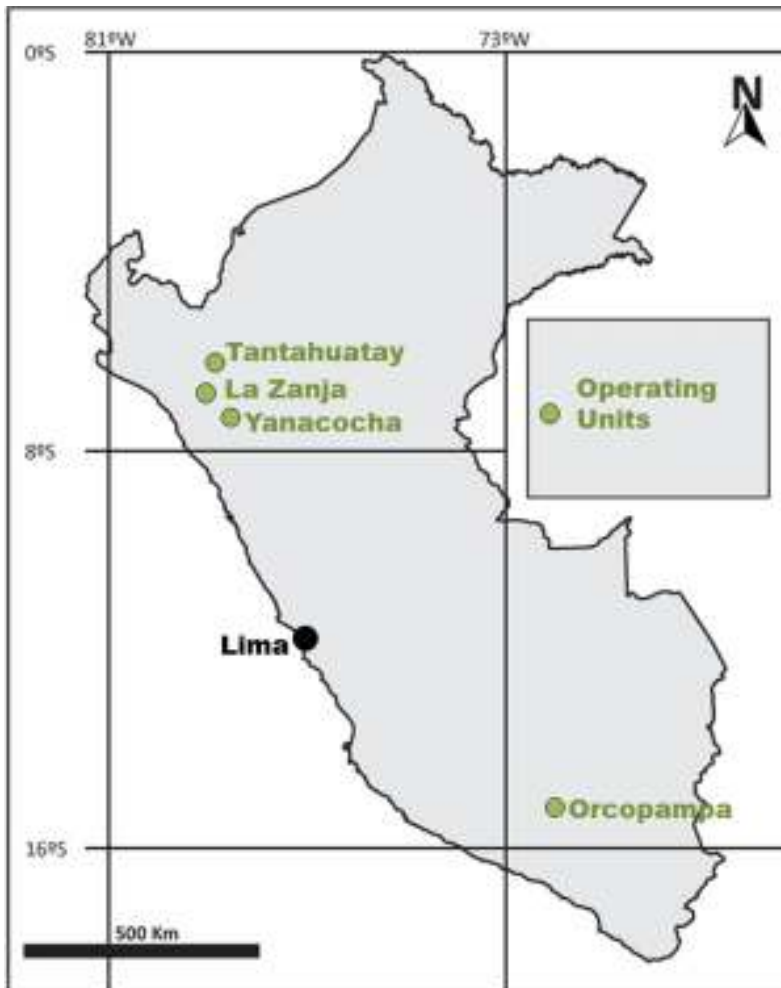 81ºW
73ºW
0ºS
N
Tantahuatay
La Zanja
Yanacocha
Operating
Units
8ºS
Lima
Orcopampa
16ºS
500 Km